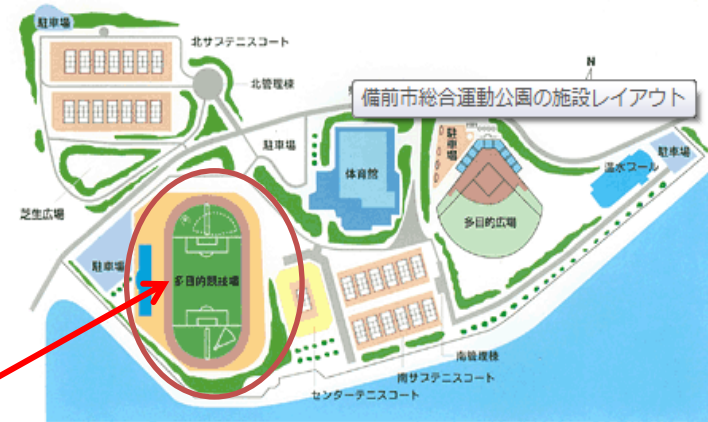 駐車場
北サブテニスコート
北管理棟
N
備前市総合運動公園の施設レイアウト
駐車場
駐車場
体育館
駐車場
温水プール
芝生広場
多目的広場
駐車場
多目的競技場
南管理棟
南サブテニスコート
センターテニスコート